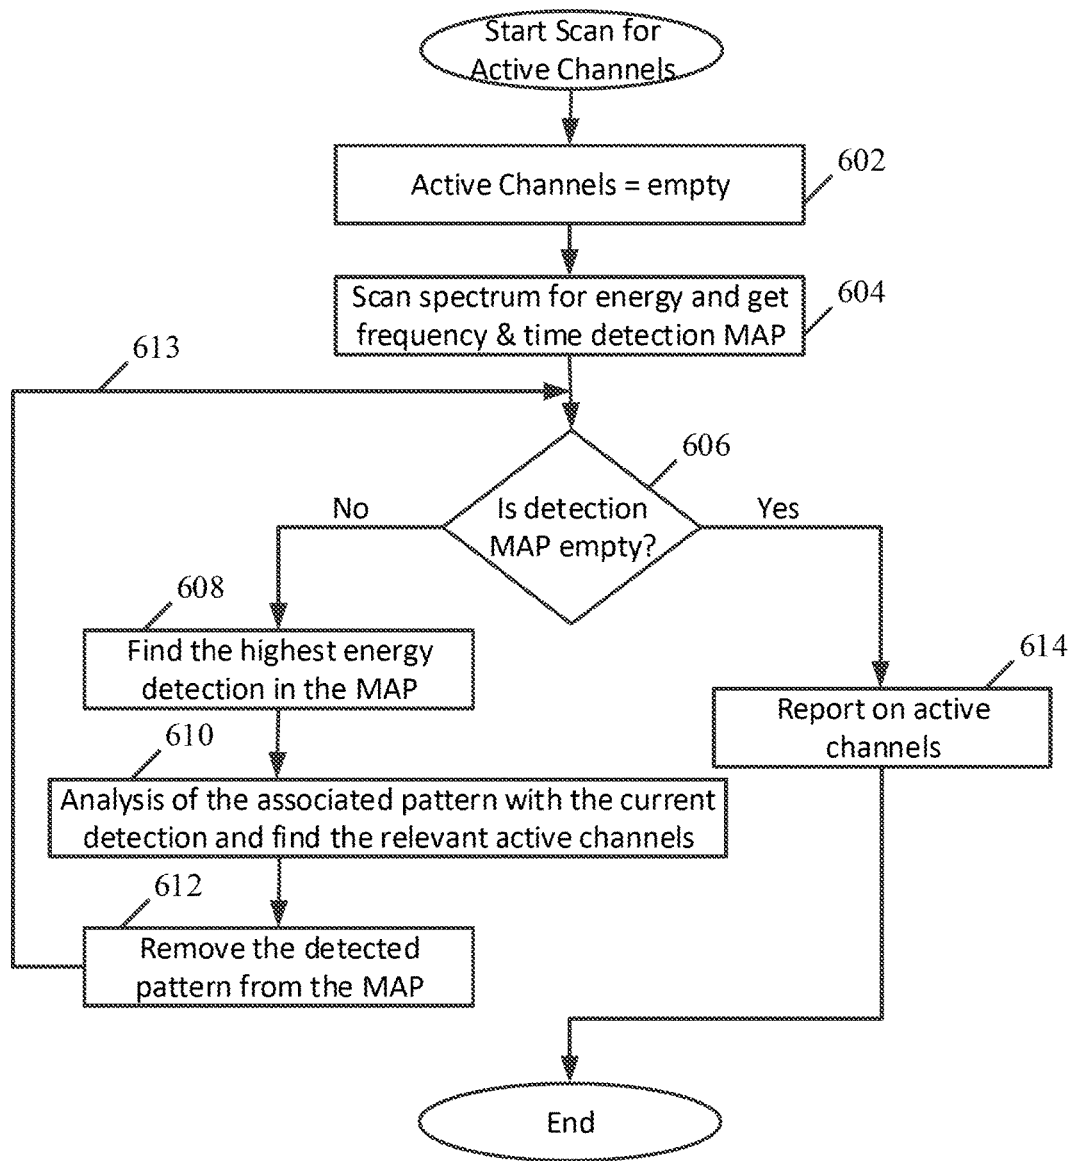 Start Scan for
Active Channels
602
Active Channels = empty
604
Scan spectrum for energy and get
frequency & time detection MAP
613
606
Is detection
MAP empty?
No
Yes
608
Find the highest energy
detection in the MAP
614
Report on active
channels
610
Analysis of the associated pattern with the current
detection and find the relevant active channels
612
Remove the detected
pattern from the MAP
End